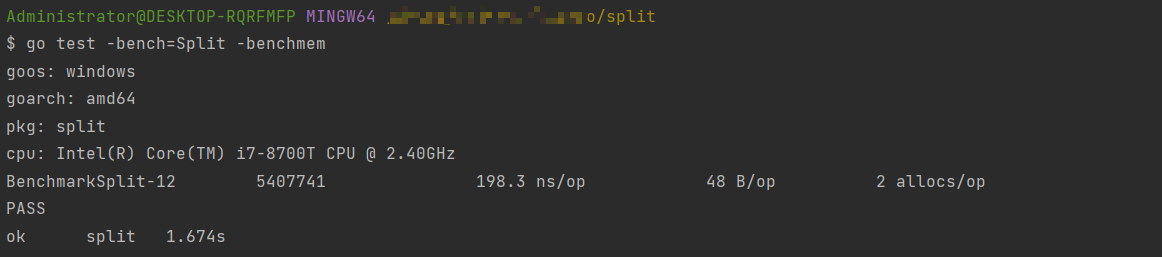 Administrator@DESKTOP-RQRFMFP MINGW64 o/split
$ go test -bench=Split -benchmem
goos: windows
goarch: amd64
pkg: split
cpu: Intel(R) Core(TM) i7-8700T CPU @ 2.40GHz
BenchmarkSplit-12 5407741 198.3 ns/op 48 B/op 2 allocs/op
PASS
ok split 1.674s